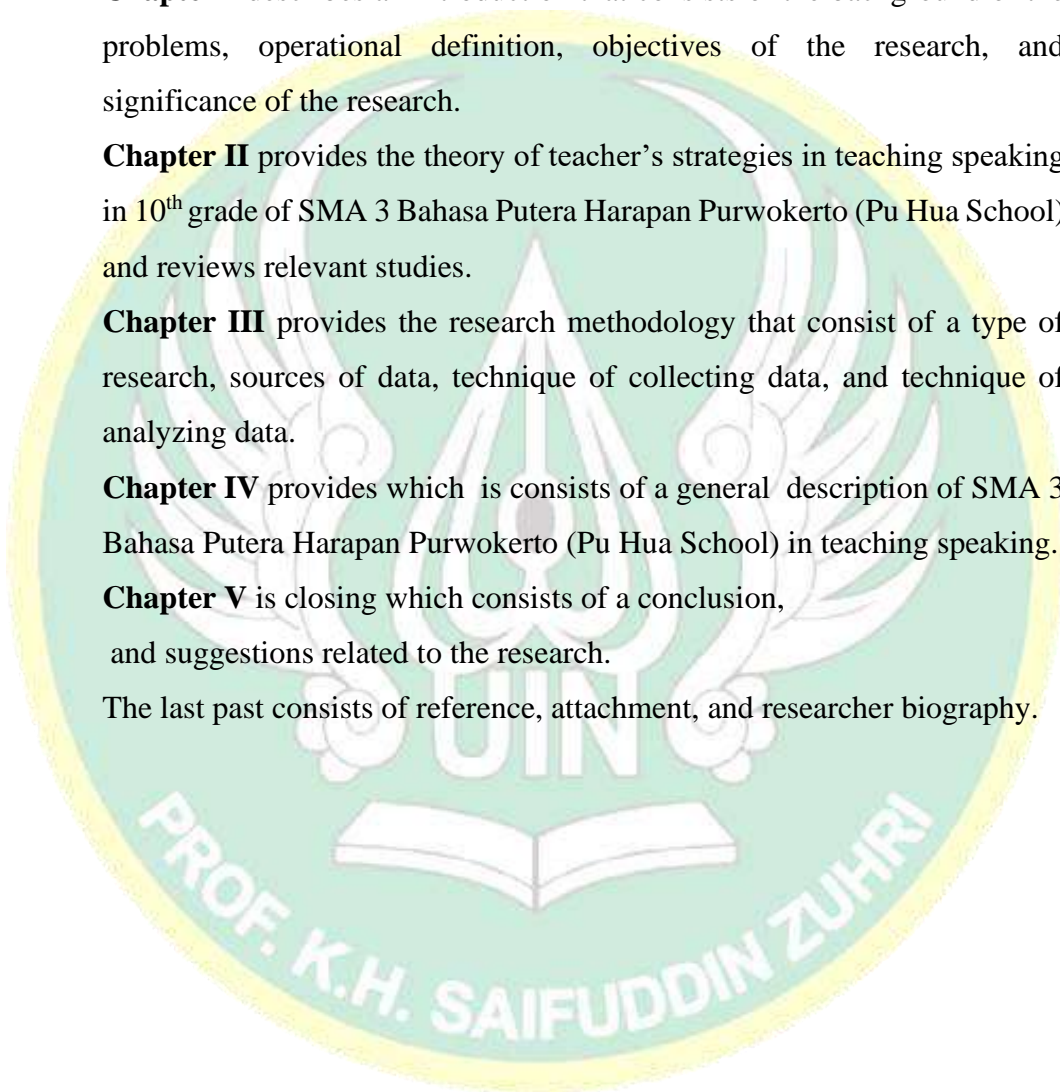 problems, operational definition, objectives of the research, and
significance of the research.
Chapter II provides the theory of teacher's strategies in teaching speaking
in 10th grade of SMA 3 Bahasa Putera Harapan Purwokerto (Pu Hua School)
and reviews relevant studies.
Chapter III provides the research methodology that consist of a type of
research, sources of data, technique of collecting data, and technique of
analyzing data.
Chapter IV provides which is consists of a general description of SMA 3
Bahasa Putera Harapan Purwokerto (Pu Hua School) in teaching speaking.
Chapter V is closing which consists of a conclusion,
and suggestions related to the research.
The last past consists of reference, attachment, and researcher biography.
UIN
PROF. K.H. SAIFUDDIN ZUHRI